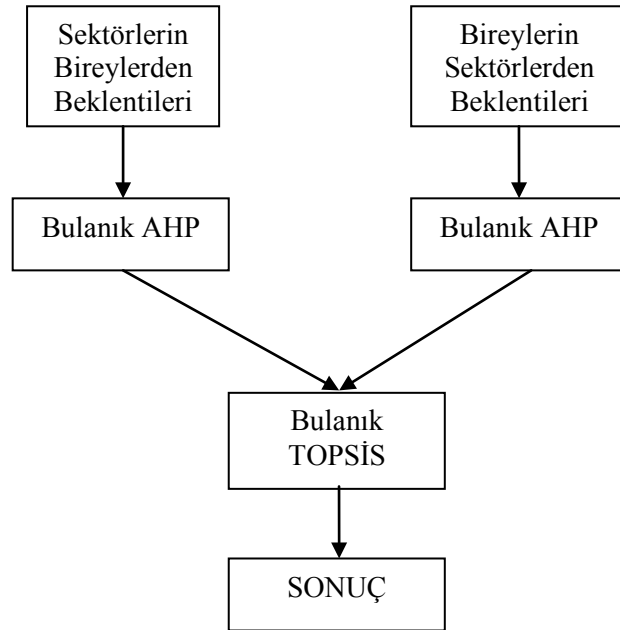 Sektörlerin
Bireylerden
Beklentileri
Bireylerin
Sektörlerden
Beklentileri
Bulanık AHP
Bulanık AHP
Bulanık
TOPSİS
SONUÇ